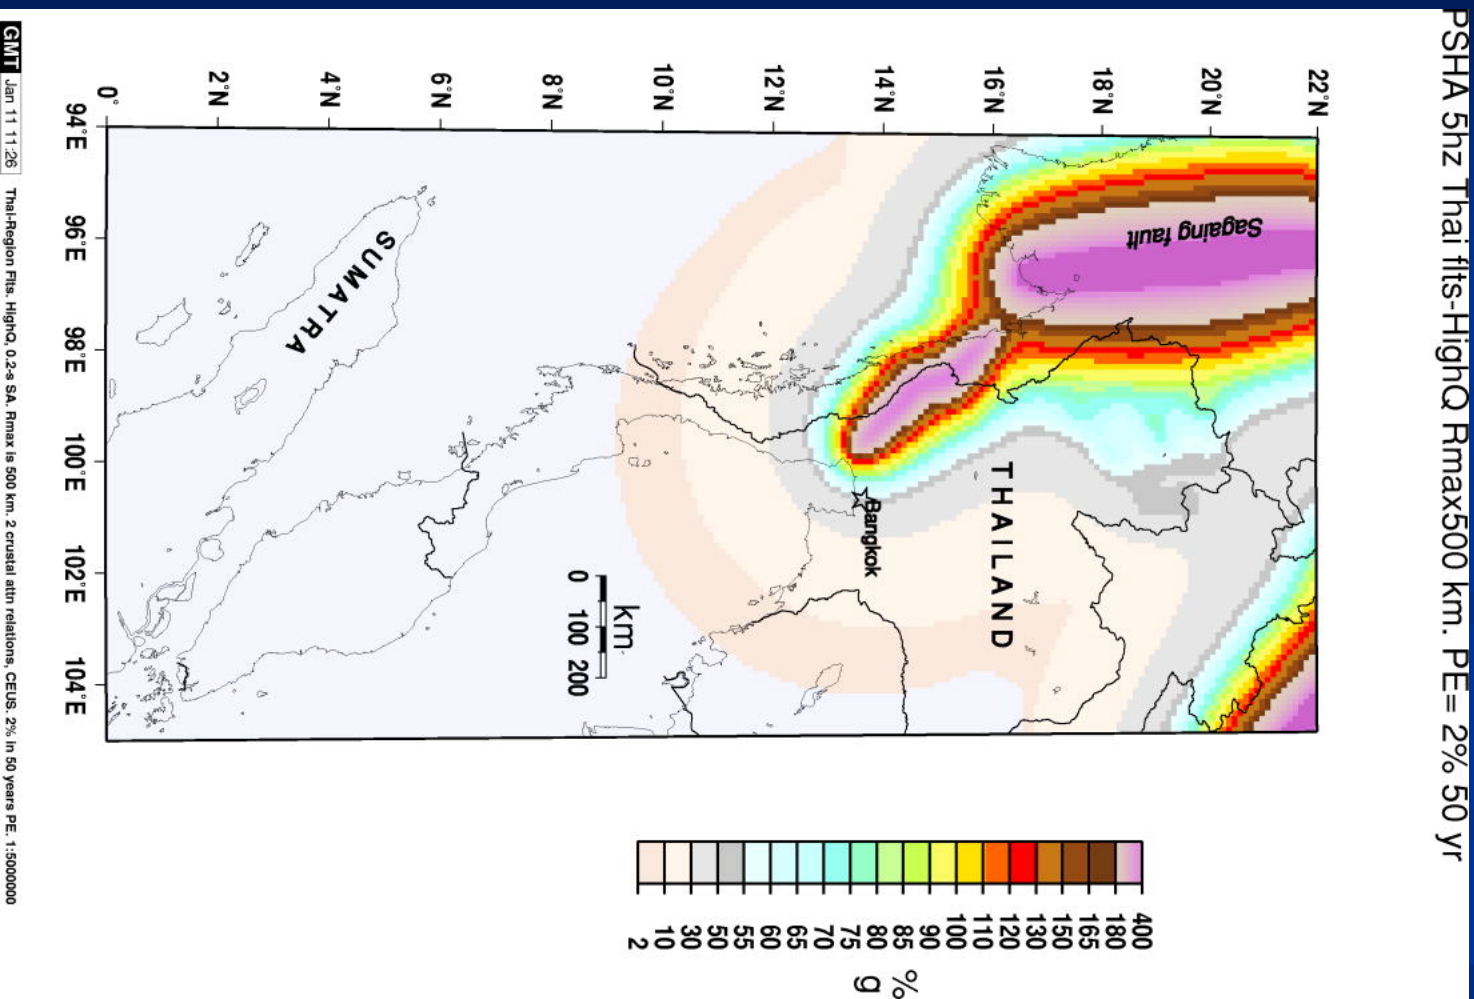 PSHA 5hz Thai flts-HighQ Rmax500 km. PE= 2% 50 yr
22°N
20°N
18°N
16°N
14°N
12°N
10°N
8°N
6°N
4°N
2°N
0°
94°E
96°E
98°E
100°E
102°E
104°E
Sagaing fault
THAILAND
Bangkok
SUMATRA
km
0 100 200
2
10
30
50
55
60
65
70
75
80
85
90
100
110
120
130
150
165
180
400
% g
GMT Jan 11 11:26 Thai-Region Flts. HighQ, 0.2-s SA. Rmax is 500 km. 2 crustal attn relations, CEUS. 2% in 50 years PE. 1:5000000